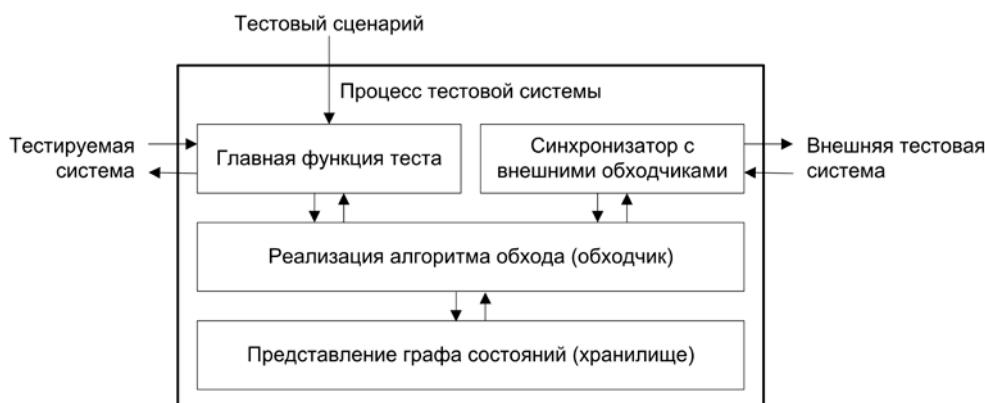 Тестовый сценарий
Процесс тестовой системы
Тестируемая
система
Главная функция теста
Синхронизатор с
внешними обходчиками
Внешняя тестовая
система
Реализация алгоритма обхода (обходчик)
Представление графа состояний (хранилище)